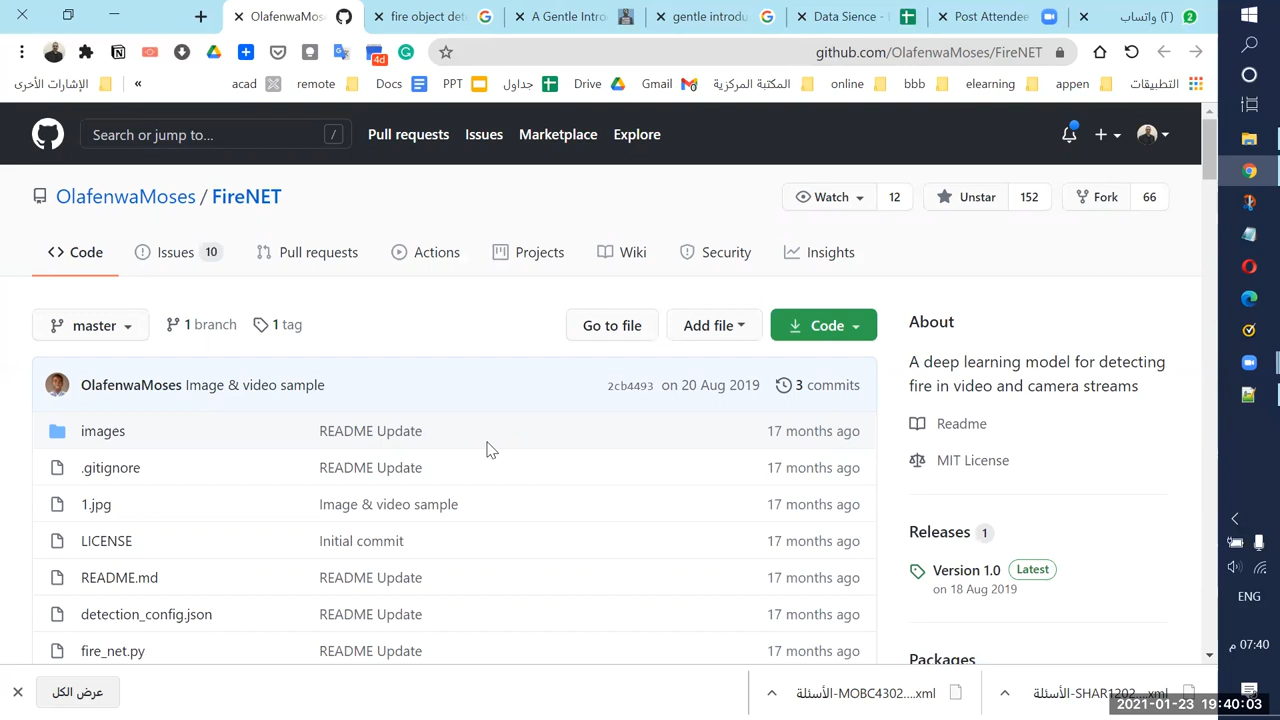 OlafenwaMoses
fire object det
A Gentle Intro
gentle introdu
Data Sience -
Post Attendee
(٢) واتساب
2
4d
github.com/OlafenwaMoses/FireNET
الإشارات الأخرى
«
acad
remote
Docs
PPT
جداول
Drive
Gmail
المكتبة المركزية
online
bbb
elearning
appen
التطبيقات
Search or jump to... /
Pull requests
Issues
Marketplace
Explore
OlafenwaMoses / FireNET
Watch 12
Unstar 152
Fork 66
<> Code
Issues 10
Pull requests
Actions
Projects
Wiki
Security
Insights
master
1 branch
1 tag
Go to file
Add file
Code
OlafenwaMoses Image & video sample 2cb4493 on 20 Aug 2019 3 commits
images README Update 17 months ago
.gitignore README Update 17 months ago
1.jpg Image & video sample 17 months ago
LICENSE Initial commit 17 months ago
README.md README Update 17 months ago
detection_config.json README Update 17 months ago
fire_net.py README Update 17 months ago
About
A deep learning model for detecting
fire in video and camera streams
Readme
MIT License
Releases 1
Version 1.0 Latest
on 18 Aug 2019
Packages
عرض الكل
الأسئلة-MOBC4302....xml
الأسئلة-SHAR1202....xml
ENG
07:40 م
2021-01-23 19:40:03